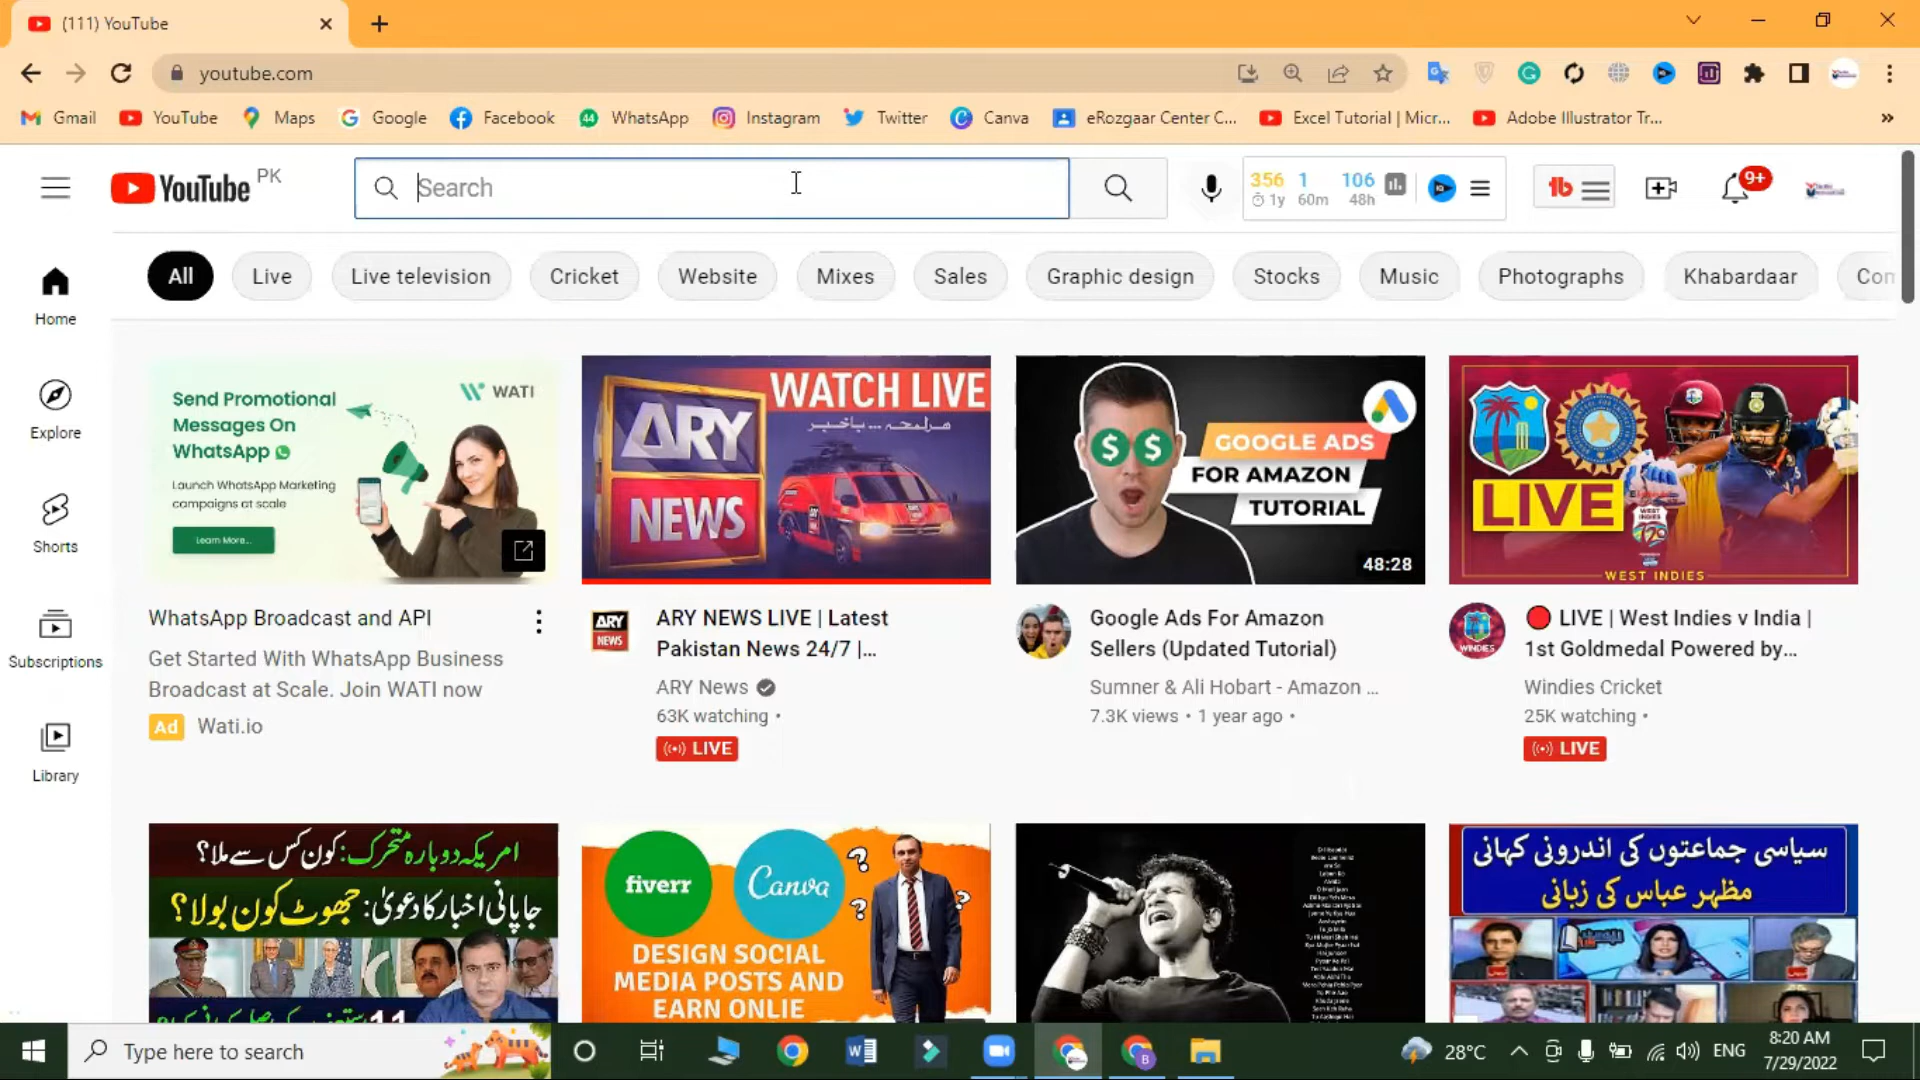 (111) YouTube
youtube.com
Gmail
YouTube
Maps
Google
Facebook
44
WhatsApp
Instagram
Twitter
Canva
eRozgaar Center C...
Excel Tutorial | Micr...
Adobe Illustrator Tr...
YouTube PK
Search
356 1 106
1y 60m 48h
tb
9+
All
Live
Live television
Cricket
Website
Mixes
Sales
Graphic design
Stocks
Music
Photographs
Khabardaar
Con
Home
Explore
Shorts
Subscriptions
Library
WATI
Send Promotional
Messages On
WhatsApp
Launch WhatsApp Marketing
campaigns at scale
Learn More...
WhatsApp Broadcast and API
Get Started With WhatsApp Business
Broadcast at Scale. Join WATI now
Ad Wati.io
WATCH LIVE
ہر لمحہ ... باخبر
ARY
NEWS
ARY NEWS LIVE | Latest
Pakistan News 24/7 |...
ARY News
63K watching •
LIVE
GOOGLE ADS
FOR AMAZON
TUTORIAL
48:28
Google Ads For Amazon
Sellers (Updated Tutorial)
Sumner & Ali Hobart - Amazon ...
7.3K views • 1 year ago •
LIVE
WEST INDIES
LIVE | West Indies v India |
1st Goldmedal Powered by...
Windies Cricket
25K watching •
LIVE
امریکہ دوبارہ متحرک: کون کس سے ملا؟
جاپانی اخبار کا دعویٰ: جھوٹ کون بولا؟
fiverr
Canva
DESIGN SOCIAL
MEDIA POSTS AND
EARN ONLIE
سیاسی جماعتوں کی اندرونی کہانی
مظہر عباس کی زبانی
Type here to search
28°C
ENG
8:20 AM
7/29/2022